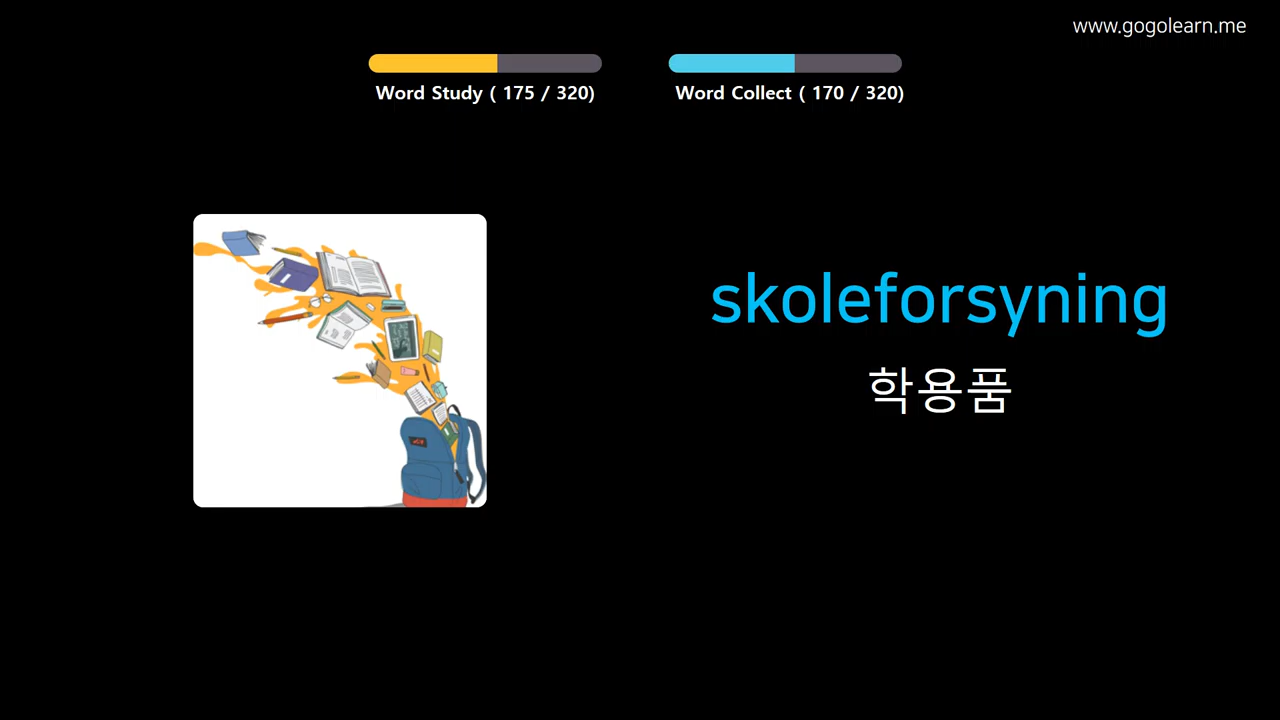 www.gogolearn.me
Word Study ( 175 / 320)
Word Collect ( 170 / 320)
skoleforsyning
학용품